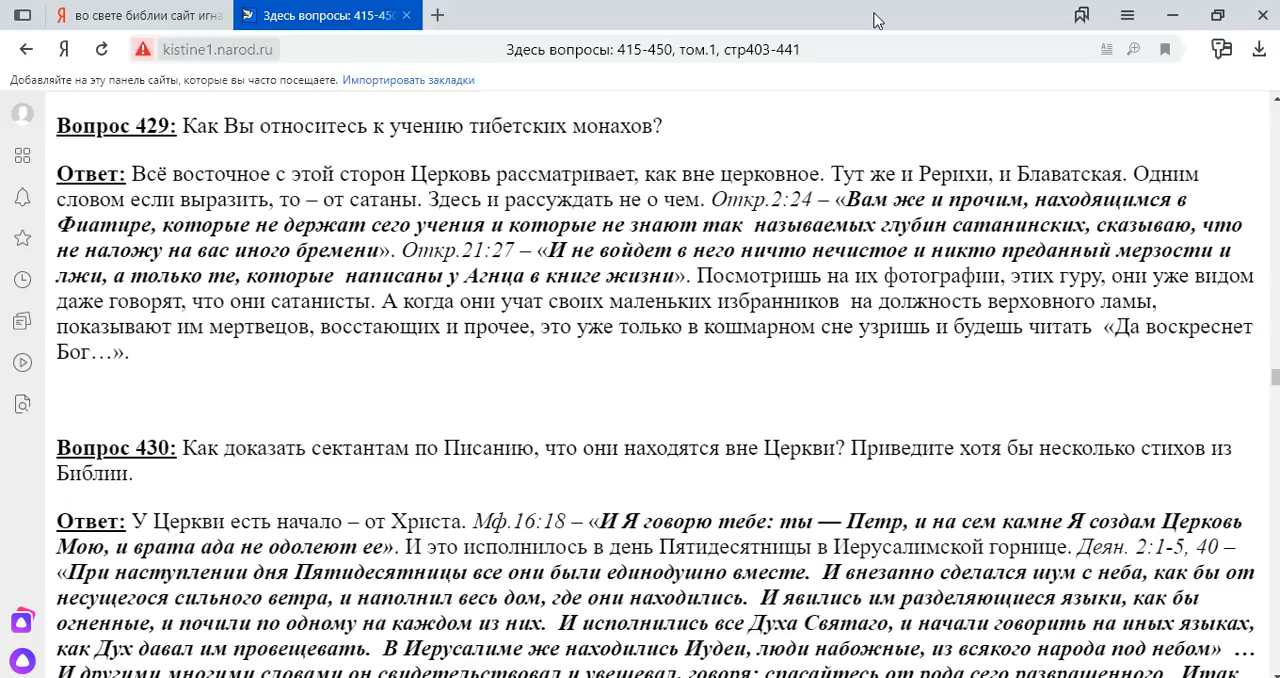 во свете библии сайт игна
Здесь вопросы: 415-450
kistine1.narod.ru
Здесь вопросы: 415-450, том.1, стр403-441
Добавляйте на эту панель сайты, которые вы часто посещаете. Импортировать закладки
Вопрос 429: Как Вы относитесь к учению тибетских монахов?
Ответ: Всё восточное с этой сторон Церковь рассматривает, как вне церковное. Тут же и Рерихи, и Блаватская. Одним
словом если выразить, то – от сатаны. Здесь и рассуждать не о чем. Откр.2:24 – «Вам же и прочим, находящимся в
Фиатире, которые не держат сего учения и которые не знают так называемых глубин сатанинских, сказываю, что
не наложу на вас иного бремени». Откр.21:27 – «И не войдет в него ничто нечистое и никто преданный мерзости и
лжи, а только те, которые написаны у Агнца в книге жизни». Посмотришь на их фотографии, этих гуру, они уже видом
даже говорят, что они сатанисты. А когда они учат своих маленьких избранников на должность верховного ламы,
показывают им мертвецов, восстающих и прочее, это уже только в кошмарном сне узришь и будешь читать «Да воскреснет
Бог…».
Вопрос 430: Как доказать сектантам по Писанию, что они находятся вне Церкви? Приведите хотя бы несколько стихов из
Библии.
Ответ: У Церкви есть начало – от Христа. Мф.16:18 – «И Я говорю тебе: ты — Петр, и на сем камне Я создам Церковь
Мою, и врата ада не одолеют ее». И это исполнилось в день Пятидесятницы в Иерусалимской горнице. Деян. 2:1-5, 40 –
«При наступлении дня Пятидесятницы все они были единодушно вместе. И внезапно сделался шум с неба, как бы от
несущегося сильного ветра, и наполнил весь дом, где они находились. И явились им разделяющиеся языки, как бы
огненные, и почили по одному на каждом из них. И исполнились все Духа Святаго, и начали говорить на иных языках,
как Дух давал им провещевать. В Иерусалиме же находились Иудеи, люди набожные, из всякого народа под небом» …
И другими многими словами он свидетельствовал и увещевал, говоря: спасайтесь от рода сего развращенного. Итак